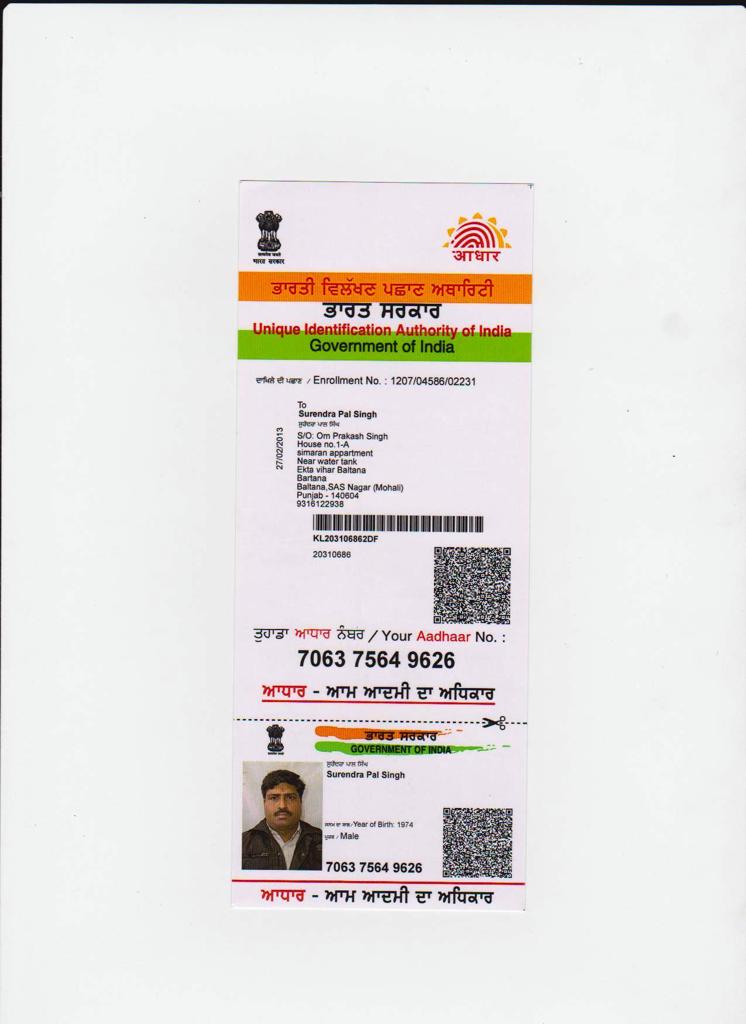 भारत सरकार
आधार
ਭਾਰਤੀ ਵਿਲੱਖਣ ਪਛਾਣ ਅਥਾਰਿਟੀ
ਭਾਰਤ ਸਰਕਾਰ
Unique Identification Authority of India
Government of India
ਦਾਖਿਲੇ ਦੀ ਪਛਾਣ / Enrollment No. : 1207/04586/02231
27/02/2013
To
Surendra Pal Singh
ਸੁਰੇਂਦਰਾ ਪਾਲ ਸਿੰਘ
S/O: Om Prakash Singh
House no.1-A
simaran appartment
Near water tank
Ekta vihar Baltana
Bartana
Baltana,SAS Nagar (Mohali)
Punjab - 140604
9316122938
KL203106862DF
20310686
ਤੁਹਾਡਾ ਆਧਾਰ ਨੰਬਰ / Your Aadhaar No. :
7063 7564 9626
ਆਧਾਰ - ਆਮ ਆਦਮੀ ਦਾ ਅਧਿਕਾਰ
ਭਾਰਤ ਸਰਕਾਰ
GOVERNMENT OF INDIA
ਸੁਰੇਂਦਰਾ ਪਾਲ ਸਿੰਘ
Surendra Pal Singh
ਜਨਮ ਦਾ ਸਾਲ / Year of Birth: 1974
ਪੁਰਖ / Male
7063 7564 9626
ਆਧਾਰ - ਆਮ ਆਦਮੀ ਦਾ ਅਧਿਕਾਰ